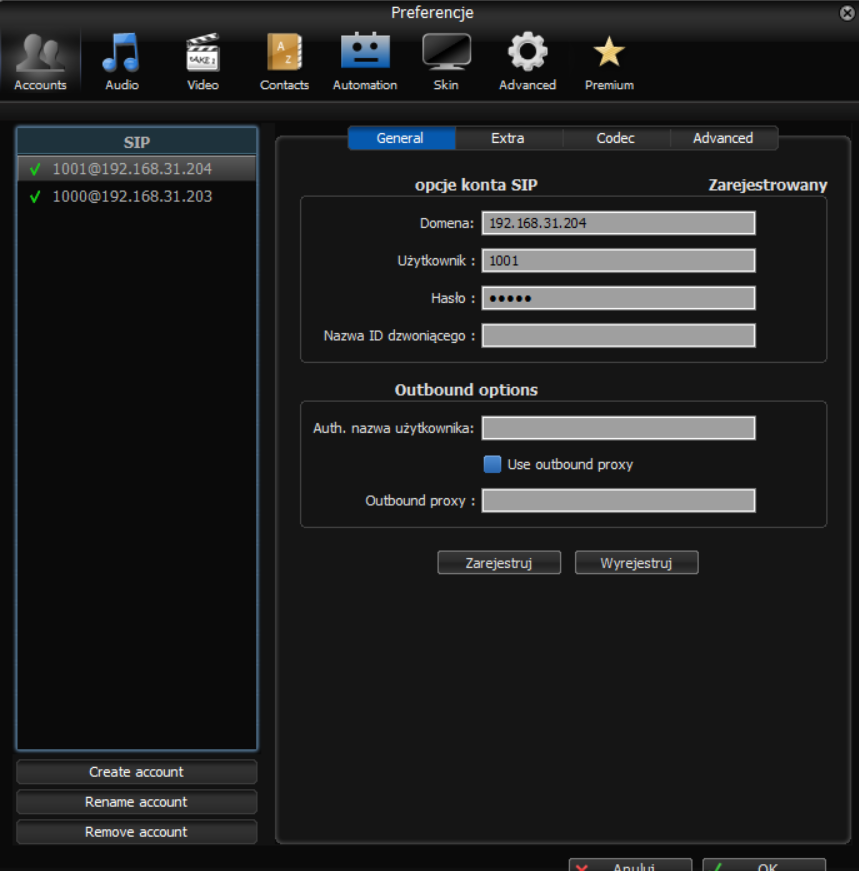 Preferencje
Accounts Audio Video Contacts Automation Skin Advanced Premium
TAKE 1
A
Z
SIP
1001@192.168.31.204
1000@192.168.31.203
General Extra Codec Advanced
opcje konta SIP Zarejestrowany
Domena: 192.168.31.204
Użytkownik : 1001
Hasło : •••••
Nazwa ID dzwoniącego :
Outbound options
Auth. nazwa użytkownika:
Use outbound proxy
Outbound proxy :
Zarejestruj Wyrejestruj
Create account
Rename account
Remove account
Anuluj OK